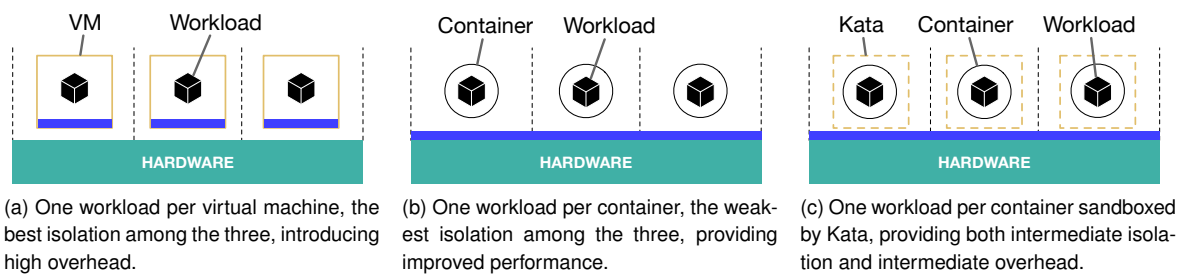 VM
Workload
HARDWARE
(a) One workload per virtual machine, the
best isolation among the three, introducing
high overhead.
Container
Workload
HARDWARE
(b) One workload per container, the weak-
est isolation among the three, providing
improved performance.
Kata
Container
Workload
HARDWARE
(c) One workload per container sandboxed
by Kata, providing both intermediate isola-
tion and intermediate overhead.